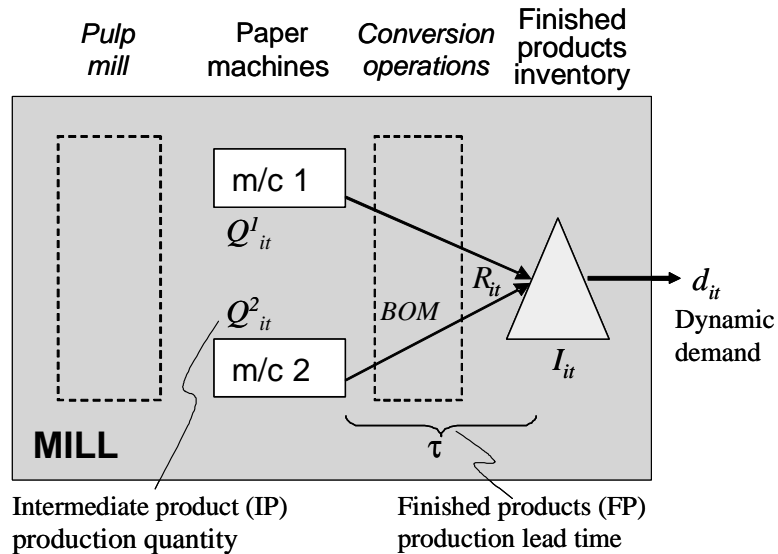 Pulp
mill
Paper
machines
Conversion
operations
Finished
products
inventory
m/c 1
Q¹ᵢₜ
Q²ᵢₜ
m/c 2
BOM
Rᵢₜ
Iᵢₜ
dᵢₜ
Dynamic
demand
MILL
τ
Intermediate product (IP)
production quantity
Finished products (FP)
production lead time